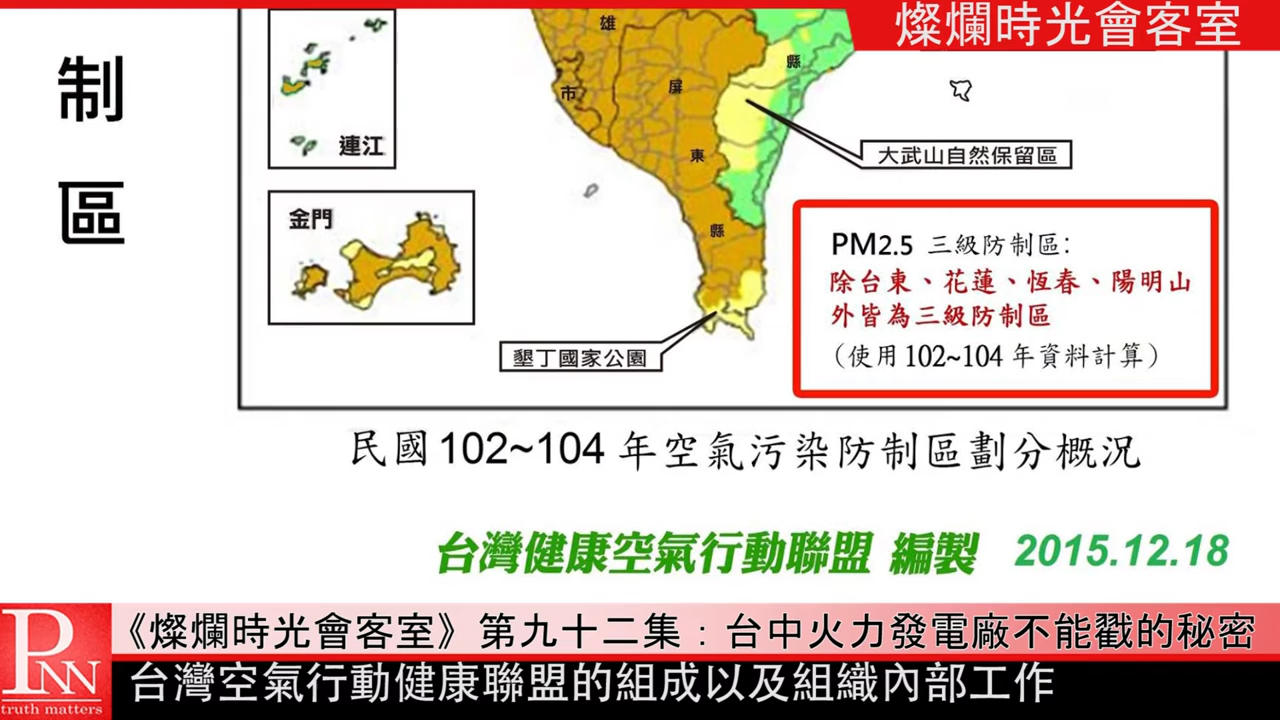 燦爛時光會客室
制
區
雄
縣
市
屏
東
縣
連江
大武山自然保留區
金門
PM2.5 三級防制區:
除台東、花蓮、恆春、陽明山
外皆為三級防制區
(使用102~104年資料計算)
墾丁國家公園
民國102~104年空氣污染防制區劃分概況
台灣健康空氣行動聯盟 編製 2015.12.18
PNN
truth matters
《燦爛時光會客室》第九十二集：台中火力發電廠不能戳的秘密
台灣空氣行動健康聯盟的組成以及組織內部工作